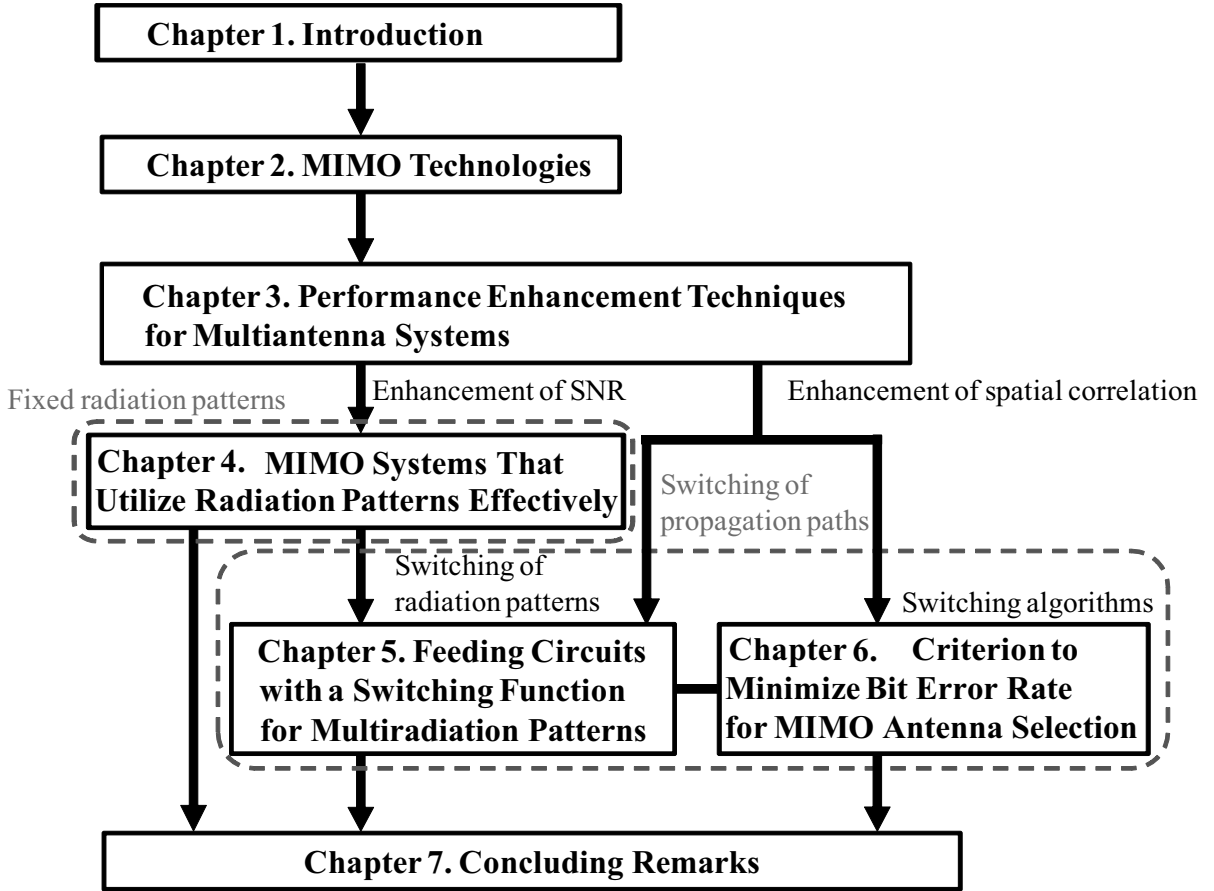 Chapter 1. Introduction
Chapter 2. MIMO Technologies
Chapter 3. Performance Enhancement Techniques
for Multiantenna Systems
Fixed radiation patterns
Enhancement of SNR
Enhancement of spatial correlation
Chapter 4. MIMO Systems That
Utilize Radiation Patterns Effectively
Switching of
propagation paths
Switching of
radiation patterns
Switching algorithms
Chapter 5. Feeding Circuits
with a Switching Function
for Multiradiation Patterns
Chapter 6. Criterion to
Minimize Bit Error Rate
for MIMO Antenna Selection
Chapter 7. Concluding Remarks